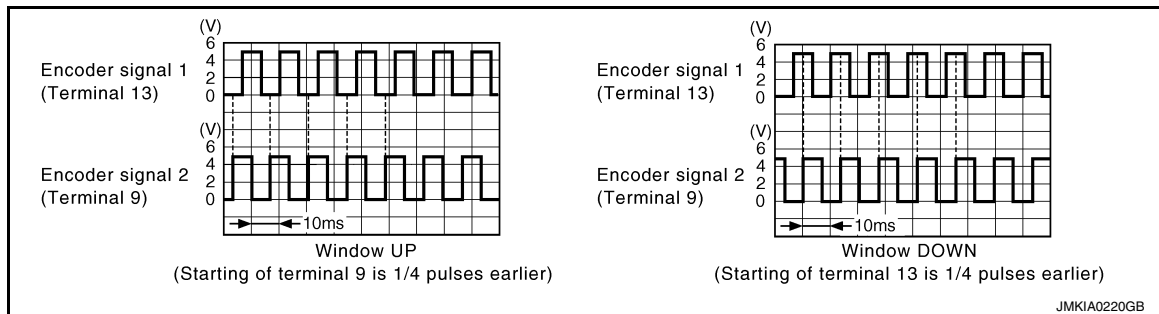 (V)
6
4
2
0
Encoder signal 1
(Terminal 13)
(V)
6
4
2
0
Encoder signal 2
(Terminal 9)
10ms
Window UP
(Starting of terminal 9 is 1/4 pulses earlier)
(V)
6
4
2
0
Encoder signal 1
(Terminal 13)
(V)
6
4
2
0
Encoder signal 2
(Terminal 9)
10ms
Window DOWN
(Starting of terminal 13 is 1/4 pulses earlier)
JMKIA0220GB